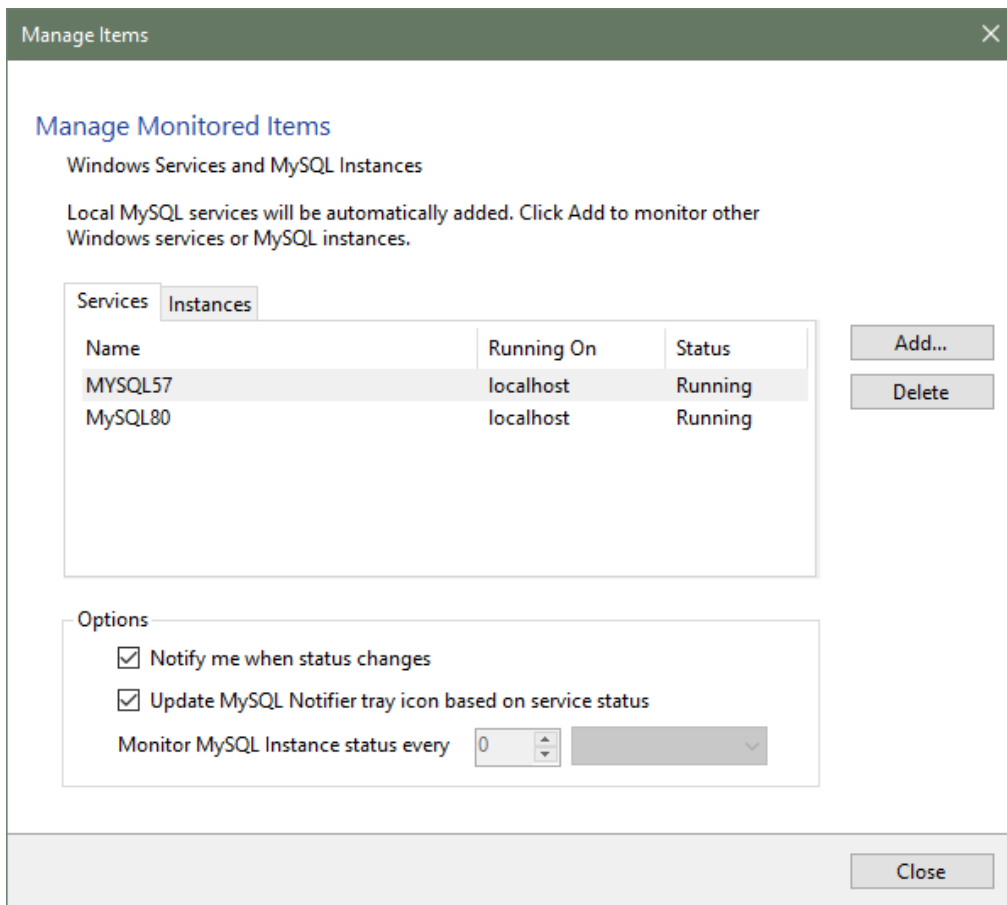 Manage Items
Manage Monitored Items
Windows Services and MySQL Instances
Local MySQL services will be automatically added. Click Add to monitor other
Windows services or MySQL instances.
Services Instances
Name Running On Status
MYSQL57 localhost Running
MySQL80 localhost Running
Add...
Delete
Options
Notify me when status changes
Update MySQL Notifier tray icon based on service status
Monitor MySQL Instance status every 0
Close